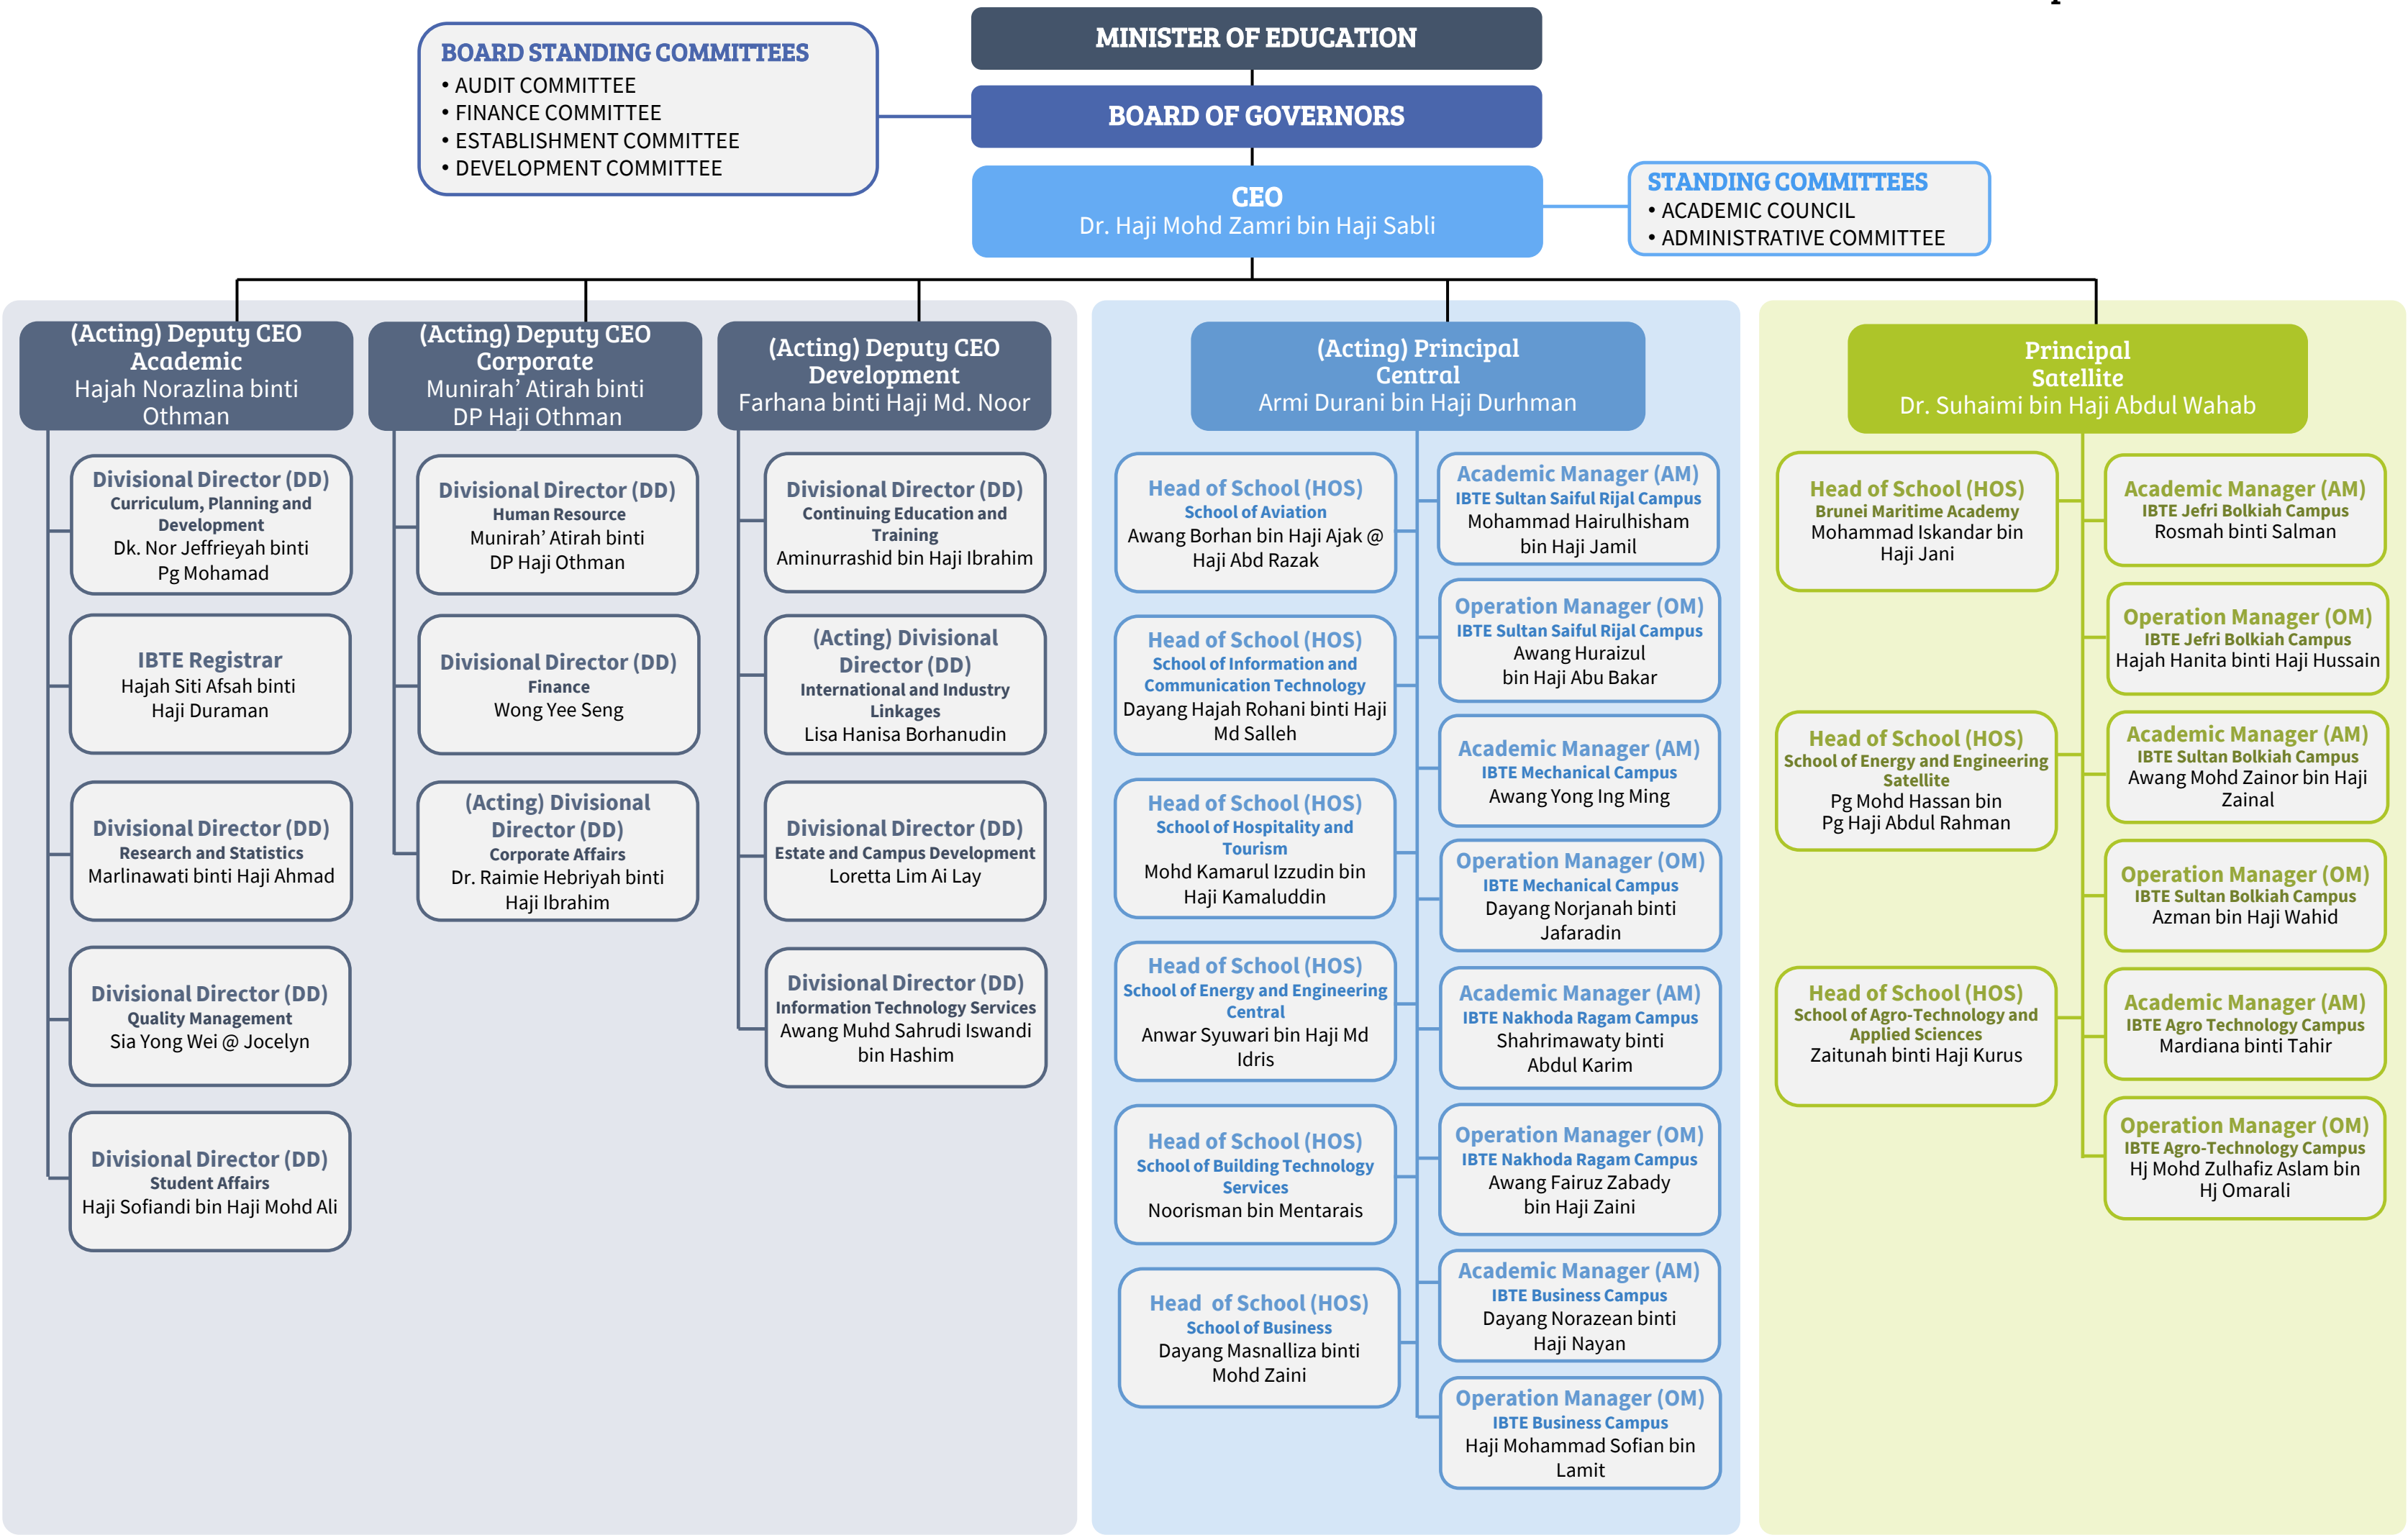 MINISTER OF EDUCATION
BOARD STANDING COMMITTEES
• AUDIT COMMITTEE
• FINANCE COMMITTEE
• ESTABLISHMENT COMMITTEE
• DEVELOPMENT COMMITTEE
BOARD OF GOVERNORS
CEO
Dr. Haji Mohd Zamri bin Haji Sabli
STANDING COMMITTEES
• ACADEMIC COUNCIL
• ADMINISTRATIVE COMMITTEE
(Acting) Deputy CEO
Academic
Hajah Norazlina binti
Othman
Divisional Director (DD)
Curriculum, Planning and
Development
Dk. Nor Jeffrieyah binti
Pg Mohamad
IBTE Registrar
Hajah Siti Afsah binti
Haji Duraman
Divisional Director (DD)
Research and Statistics
Marlinawati binti Haji Ahmad
Divisional Director (DD)
Quality Management
Sia Yong Wei @ Jocelyn
Divisional Director (DD)
Student Affairs
Haji Sofiandi bin Haji Mohd Ali
(Acting) Deputy CEO
Corporate
Munirah’ Atirah binti
DP Haji Othman
Divisional Director (DD)
Human Resource
Munirah’ Atirah binti
DP Haji Othman
Divisional Director (DD)
Finance
Wong Yee Seng
(Acting) Divisional
Director (DD)
Corporate Affairs
Dr. Raimie Hebriyah binti
Haji Ibrahim
(Acting) Deputy CEO
Development
Farhana binti Haji Md. Noor
Divisional Director (DD)
Continuing Education and
Training
Aminurrashid bin Haji Ibrahim
(Acting) Divisional
Director (DD)
International and Industry
Linkages
Lisa Hanisa Borhanudin
Divisional Director (DD)
Estate and Campus Development
Loretta Lim Ai Lay
Divisional Director (DD)
Information Technology Services
Awang Muhd Sahrudi Iswandi
bin Hashim
(Acting) Principal
Central
Armi Durani bin Haji Durhman
Head of School (HOS)
School of Aviation
Awang Borhan bin Haji Ajak @
Haji Abd Razak
Head of School (HOS)
School of Information and
Communication Technology
Dayang Hajah Rohani binti Haji
Md Salleh
Head of School (HOS)
School of Hospitality and
Tourism
Mohd Kamarul Izzudin bin
Haji Kamaluddin
Head of School (HOS)
School of Energy and Engineering
Central
Anwar Syuwari bin Haji Md
Idris
Head of School (HOS)
School of Building Technology
Services
Noorisman bin Mentarais
Head  of School (HOS)
School of Business
Dayang Masnalliza binti
Mohd Zaini
Academic Manager (AM)
IBTE Sultan Saiful Rijal Campus
Mohammad Hairulhisham
bin Haji Jamil
Operation Manager (OM)
IBTE Sultan Saiful Rijal Campus
Awang Huraizul
bin Haji Abu Bakar
Academic Manager (AM)
IBTE Mechanical Campus
Awang Yong Ing Ming
Operation Manager (OM)
IBTE Mechanical Campus
Dayang Norjanah binti
Jafaradin
Academic Manager (AM)
IBTE Nakhoda Ragam Campus
Shahrimawaty binti
Abdul Karim
Operation Manager (OM)
IBTE Nakhoda Ragam Campus
Awang Fairuz Zabady
bin Haji Zaini
Academic Manager (AM)
IBTE Business Campus
Dayang Norazean binti
Haji Nayan
Operation Manager (OM)
IBTE Business Campus
Haji Mohammad Sofian bin
Lamit
Principal
Satellite
Dr. Suhaimi bin Haji Abdul Wahab
Head of School (HOS)
Brunei Maritime Academy
Mohammad Iskandar bin
Haji Jani
Head of School (HOS)
School of Energy and Engineering
Satellite
Pg Mohd Hassan bin
Pg Haji Abdul Rahman
Head of School (HOS)
School of Agro-Technology and
Applied Sciences
Zaitunah binti Haji Kurus
Academic Manager (AM)
IBTE Jefri Bolkiah Campus
Rosmah binti Salman
Operation Manager (OM)
IBTE Jefri Bolkiah Campus
Hajah Hanita binti Haji Hussain
Academic Manager (AM)
IBTE Sultan Bolkiah Campus
Awang Mohd Zainor bin Haji
Zainal
Operation Manager (OM)
IBTE Sultan Bolkiah Campus
Azman bin Haji Wahid
Academic Manager (AM)
IBTE Agro Technology Campus
Mardiana binti Tahir
Operation Manager (OM)
IBTE Agro-Technology Campus
Hj Mohd Zulhafiz Aslam bin
Hj Omarali